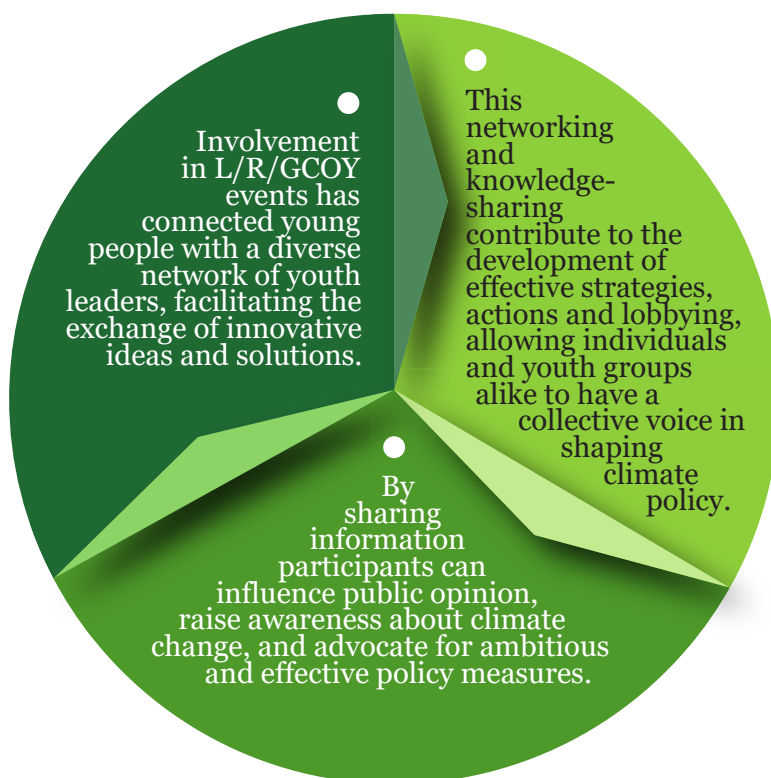 Involvement
in L/R/GCOY
events has
connected young
people with a diverse
network of youth
leaders, facilitating the
exchange of innovative
ideas and solutions.
This
networking
and
knowledge-
sharing
contribute to the
development of
effective strategies,
actions and lobbying,
allowing individuals
and youth groups
alike to have a
collective voice in
shaping
climate
policy.
By
sharing
information
participants can
influence public opinion,
raise awareness about climate
change, and advocate for ambitious
and effective policy measures.